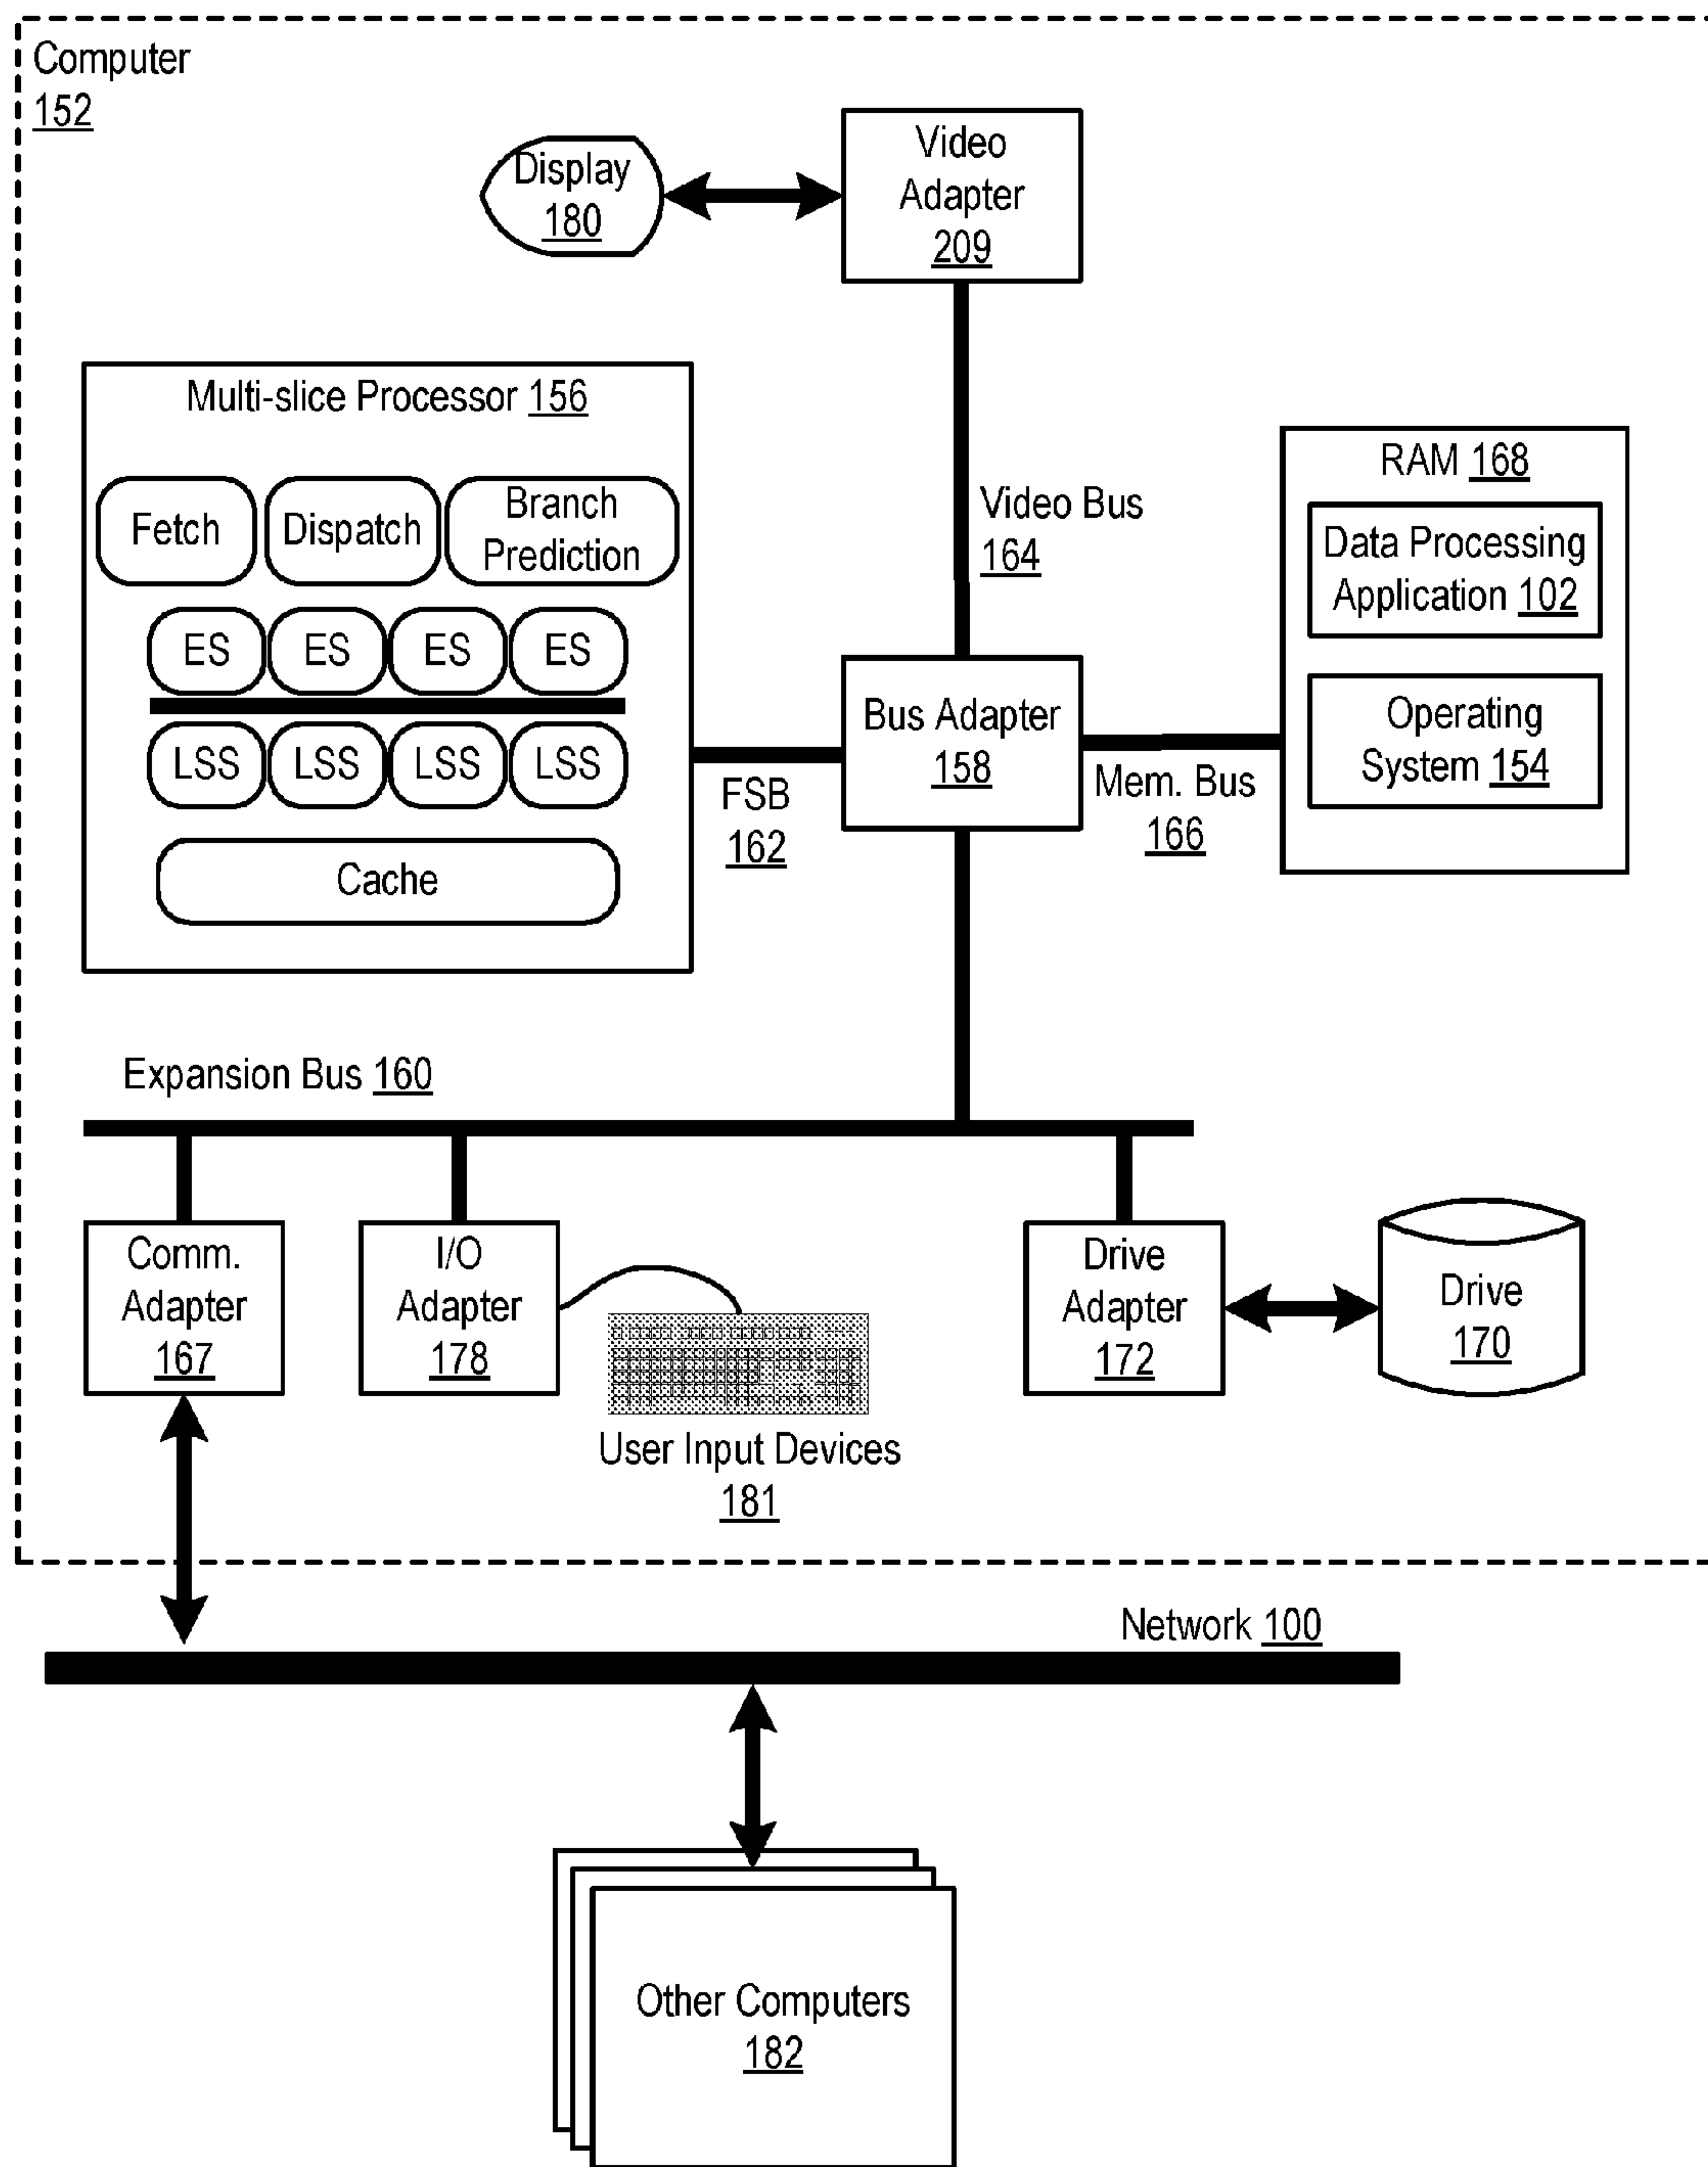 Computer
152
Display
180
Video
Adapter
209
Multi-slice Processor 156
Fetch
Dispatch
Branch
Prediction
ES
ES
ES
ES
LSS
LSS
LSS
LSS
Cache
Video Bus
164
RAM 168
Data Processing
Application 102
Operating
System 154
Bus Adapter
158
FSB
162
Mem. Bus
166
Expansion Bus 160
Comm.
Adapter
167
I/O
Adapter
178
User Input Devices
181
Drive
Adapter
172
Drive
170
Network 100
Other Computers
182